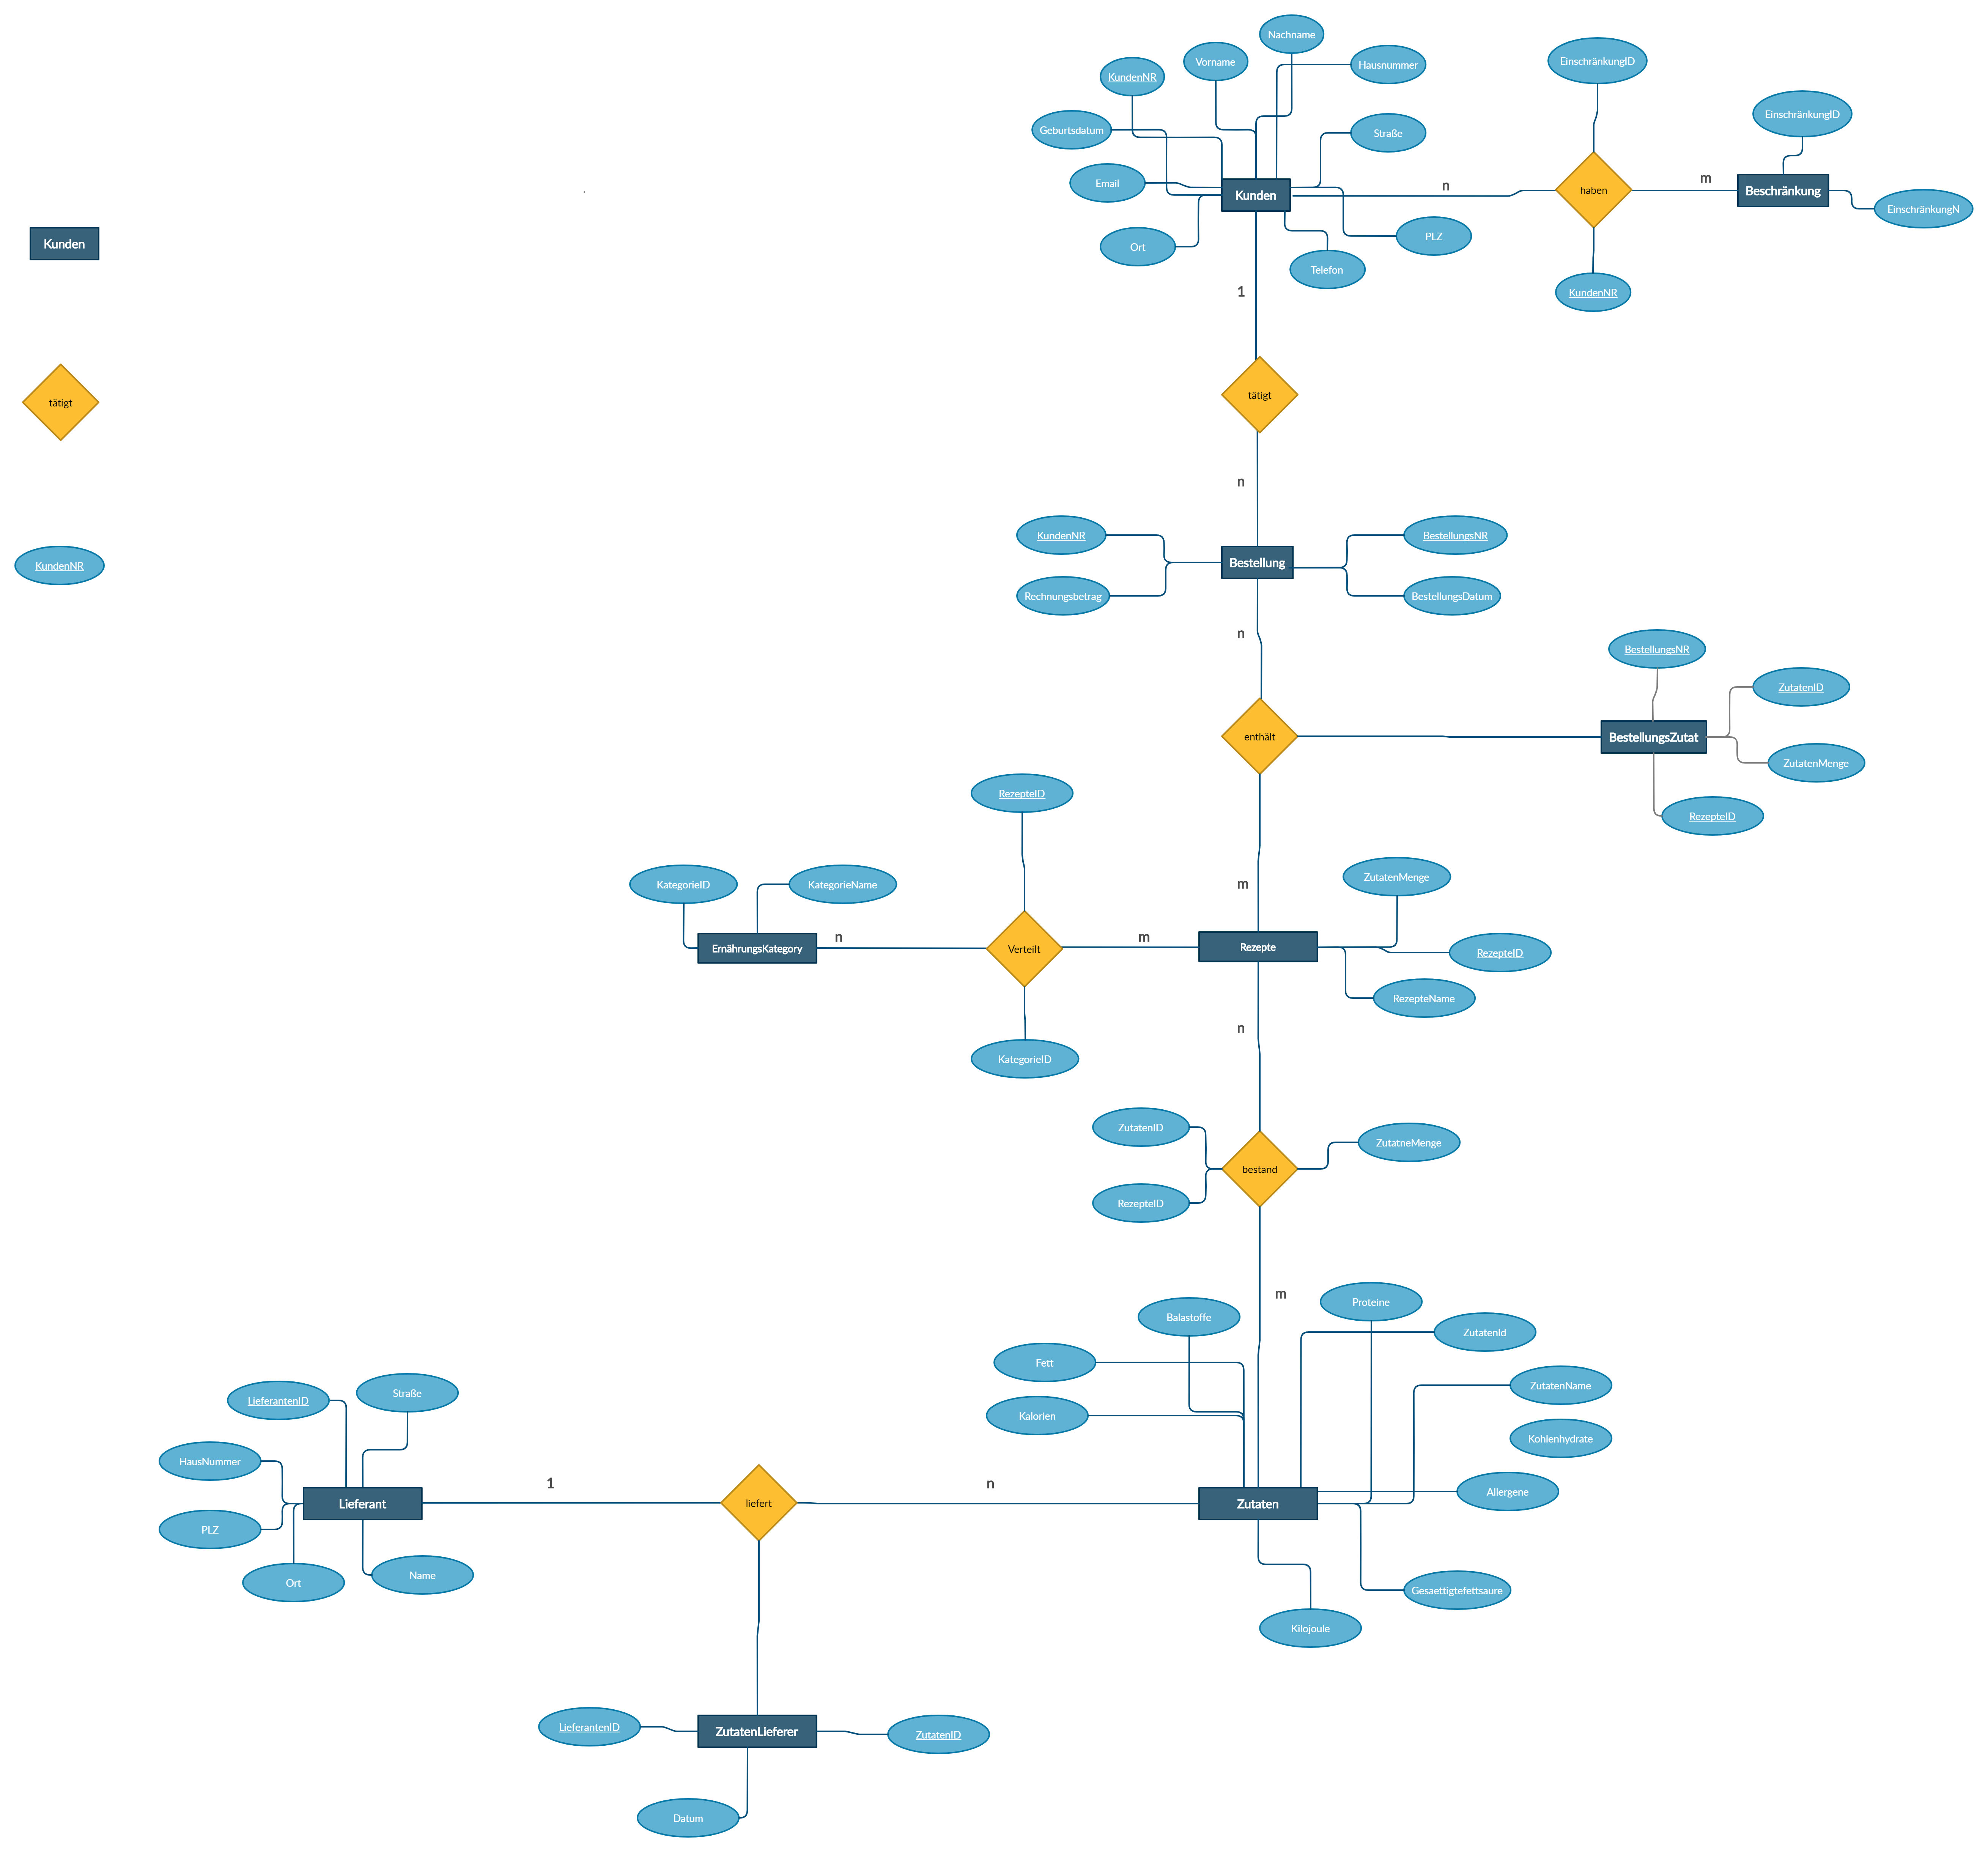 Nachname
Vorname
Hausnummer
EinschränkungID
KundenNR
EinschränkungID
Geburtsdatum
Straße
Email
n
haben
m
Beschränkung
Kunden
EinschränkungN
PLZ
Kunden
Ort
Telefon
1
KundenNR
tätigt
tätigt
n
KundenNR
BestellungsNR
Bestellung
KundenNR
Rechnungsbetrag
BestellungsDatum
n
BestellungsNR
ZutatenID
enthält
BestellungsZutat
ZutatenMenge
RezepteID
RezepteID
KategorieID
KategorieName
m
ZutatenMenge
ErnährungsKategory
n
Verteilt
m
Rezepte
RezepteID
RezepteName
n
KategorieID
ZutatenID
ZutatneMenge
bestand
RezepteID
m
Proteine
Balastoffe
ZutatenId
Fett
ZutatenName
LieferantenID
Straße
Kalorien
Kohlenhydrate
HausNummer
1
n
Allergene
Lieferant
liefert
Zutaten
PLZ
Ort
Name
Gesaettigtefettsaure
Kilojoule
LieferantenID
ZutatenLieferer
ZutatenID
Datum